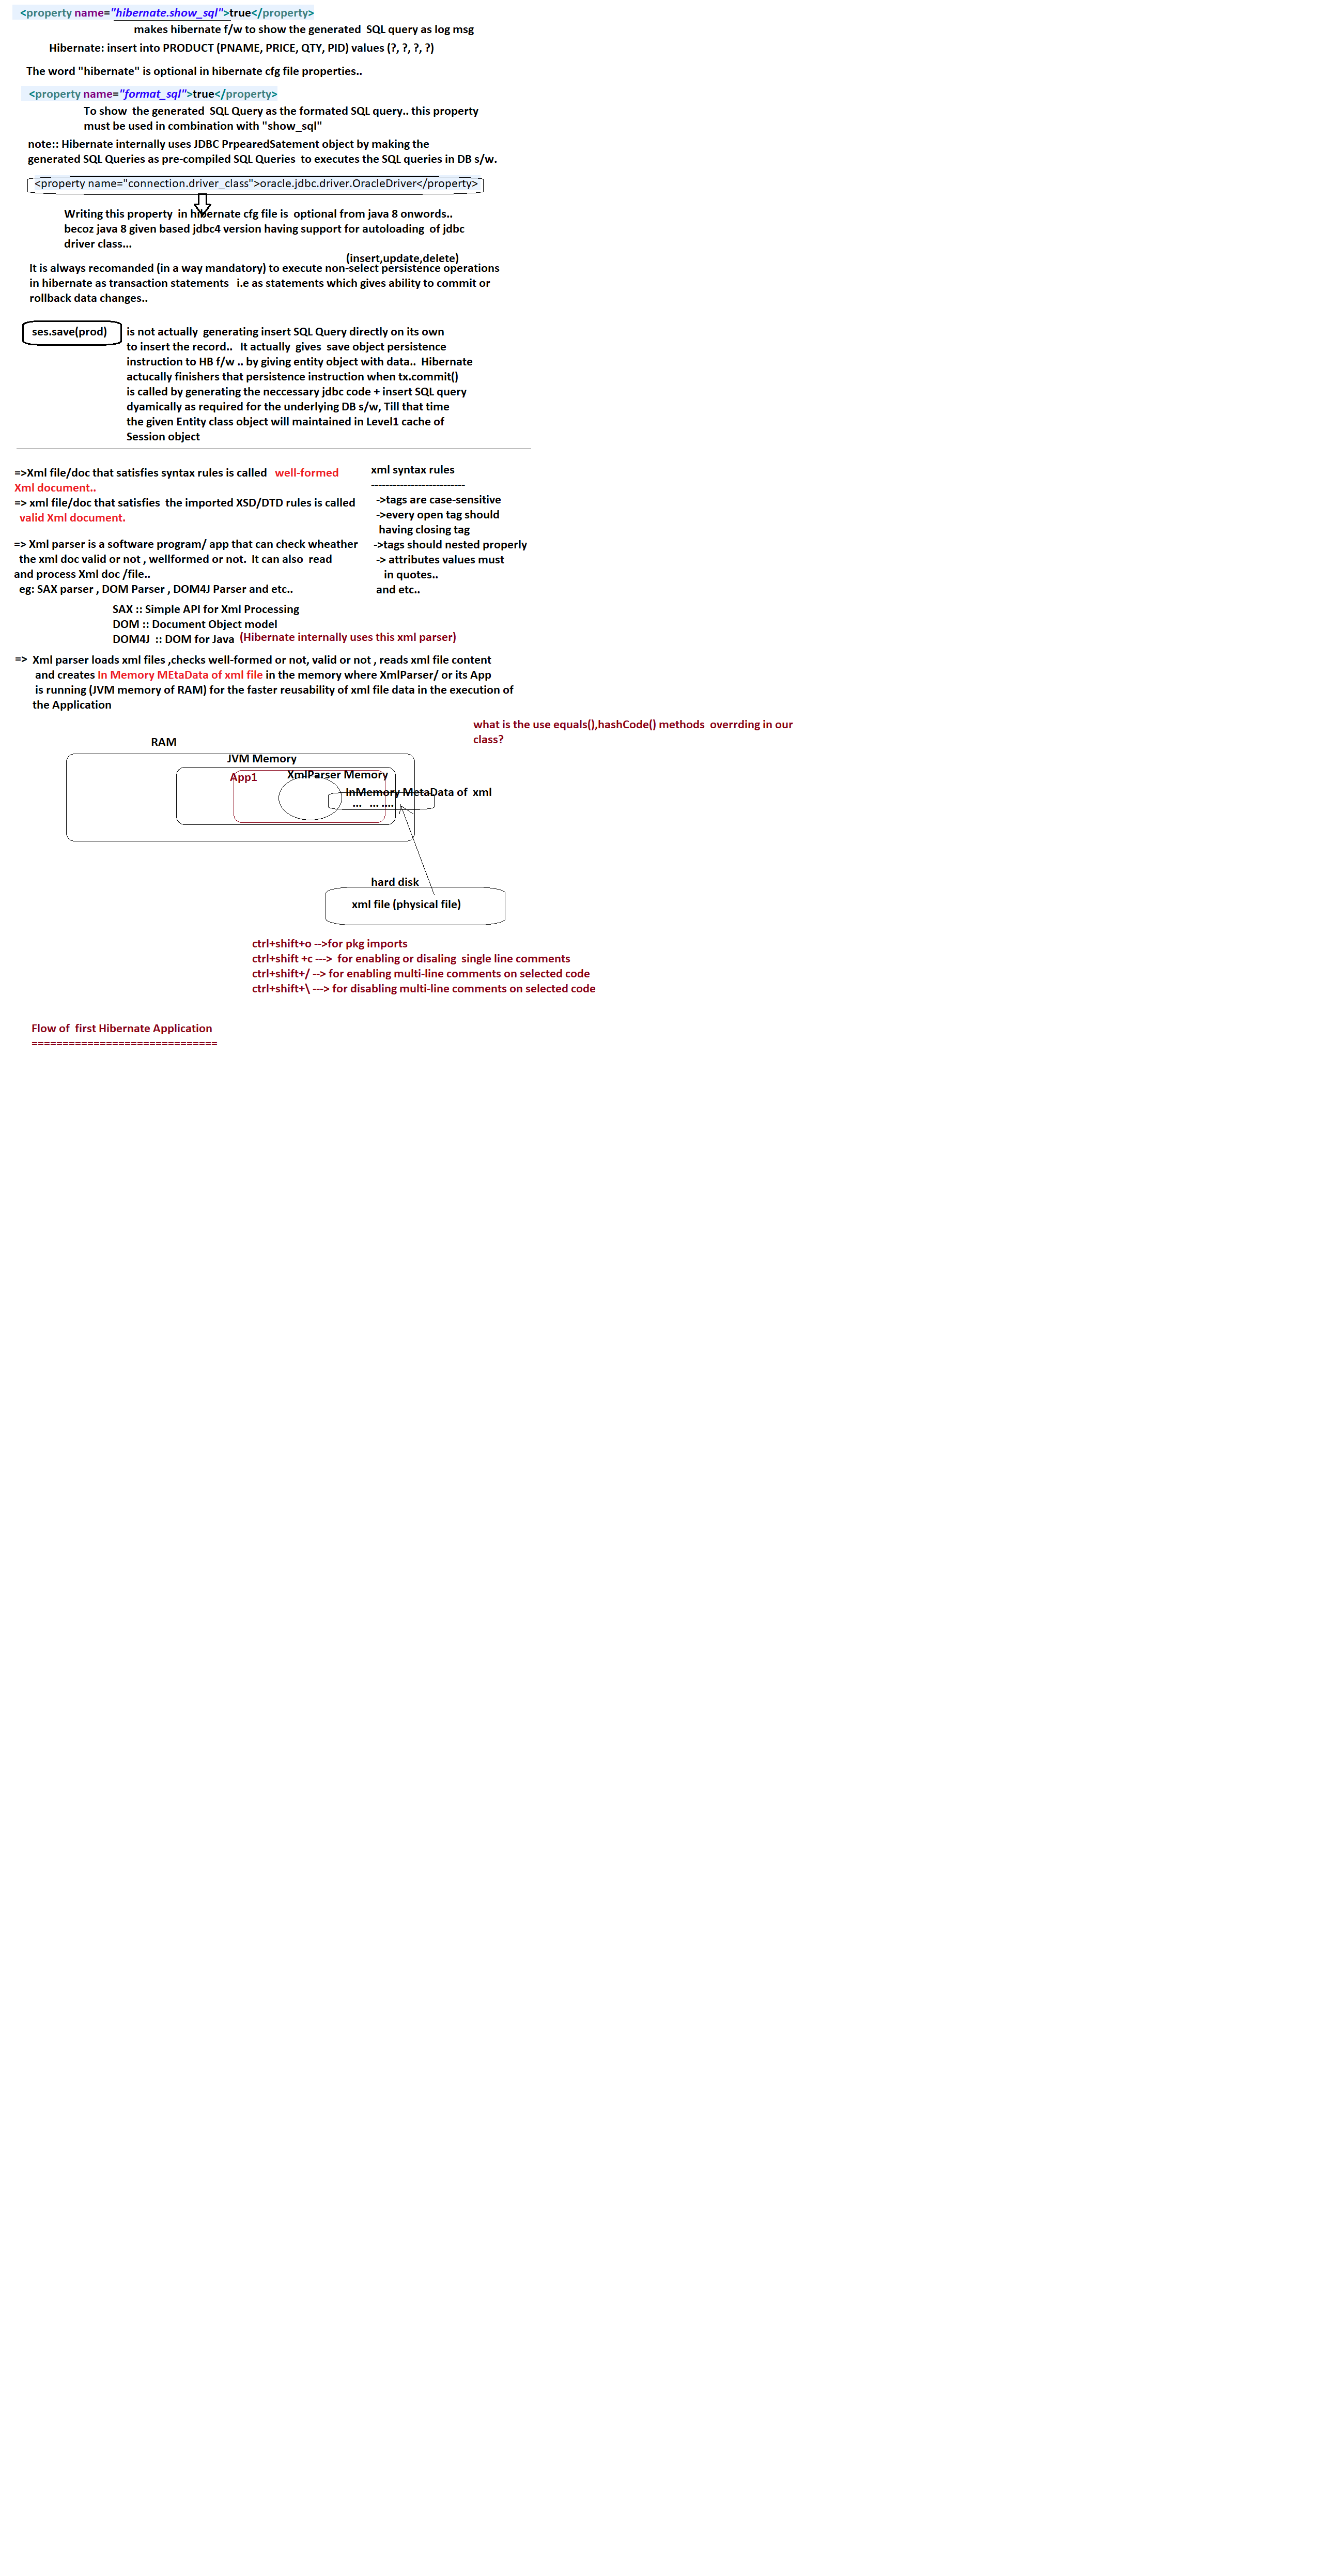 <property name="hibernate.show_sql">true</property>
makes hibernate f/w to show the generated  SQL query as log msg
Hibernate: insert into PRODUCT (PNAME, PRICE, QTY, PID) values (?, ?, ?, ?)
The word "hibernate" is optional in hibernate cfg file properties..
<property name="format_sql">true</property>
To show  the generated  SQL Query as the formated SQL query.. this property
must be used in combination with "show_sql"
note:: Hibernate internally uses JDBC PrpearedSatement object by making the
generated SQL Queries as pre-compiled SQL Queries  to executes the SQL queries in DB s/w.
<property name="connection.driver_class">oracle.jdbc.driver.OracleDriver</property>
Writing this property  in hibernate cfg file is  optional from java 8 onwords..
becoz java 8 given based jdbc4 version having support for autoloading  of jdbc
driver class...
(insert,update,delete)
It is always recomanded (in a way mandatory) to execute non-select persistence operations
in hibernate as transaction statements   i.e as statements which gives ability to commit or
rollback data changes..
ses.save(prod)
is not actually  generating insert SQL Query directly on its own
to insert the record..   It actually  gives  save object persistence
instruction to HB f/w .. by giving entity object with data..  Hibernate
actucally finishers that persistence instruction when tx.commit()
is called by generating the neccessary jdbc code + insert SQL query
dyamically as required for the underlying DB s/w, Till that time
the given Entity class object will maintained in Level1 cache of
Session object
=>Xml file/doc that satisfies syntax rules is called   well-formed
Xml document..
=> xml file/doc that satisfies  the imported XSD/DTD rules is called
valid Xml document.
xml syntax rules
--------------------------
->tags are case-sensitive
->every open tag should
having closing tag
->tags should nested properly
-> attributes values must
in quotes..
and etc..
=> Xml parser is a software program/ app that can check wheather
the xml doc valid or not , wellformed or not.  It can also  read
and process Xml doc /file..
eg: SAX parser , DOM Parser , DOM4J Parser and etc..
SAX :: Simple API for Xml Processing
DOM :: Document Object model
DOM4J  :: DOM for Java  (Hibernate internally uses this xml parser)
=>  Xml parser loads xml files ,checks well-formed or not, valid or not , reads xml file content
and creates In Memory MEtaData of xml file in the memory where XmlParser/ or its App
is running (JVM memory of RAM) for the faster reusability of xml file data in the execution of
the Application
what is the use equals(),hashCode() methods  overrding in our
class?
RAM
JVM Memory
App1
XmlParser Memory
InMemory MetaData of  xml
...   ... ....
hard disk
xml file (physical file)
ctrl+shift+o -->for pkg imports
ctrl+shift +c --->  for enabling or disaling  single line comments
ctrl+shift+/ --> for enabling multi-line comments on selected code
ctrl+shift+\ ---> for disabling multi-line comments on selected code
Flow of  first Hibernate Application
==============================